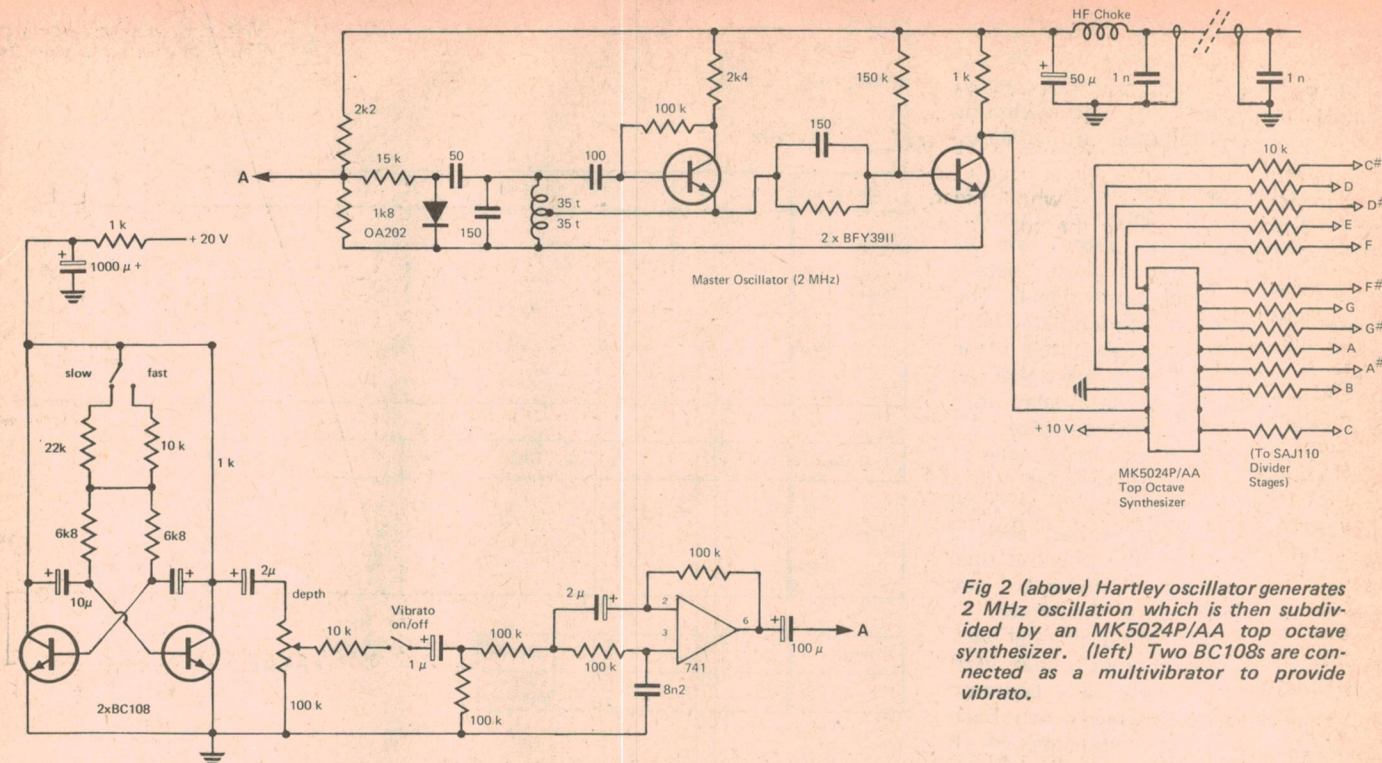 HF Choke
2k2
2k4
150 k
1 k
50 µ
1 n
1 n
+
100 k
15 k
50
100
150
A
1k8
OA202
150
35 t
35 t
2 x BFY39II
Master Oscillator (2 MHz)
10 k
C#
D
D#
E
F
F#
G
G#
A
A#
B
C
+ 10 V
MK5024P/AA
Top Octave
Synthesizer
(To SAJ110
Divider
Stages)
1 k
+ 20 V
+
1000 µ +
slow
fast
22k
10 k
1 k
6k8
6k8
+
10µ
+
+
2µ
depth
2xBC108
100 k
10 k
Vibrato
on/off
+
1 µ
100 k
100 k
2 µ
+
100 k
8n2
100 k
2
3
6
741
+
100 µ
A
Fig 2 (above) Hartley oscillator generates
2 MHz oscillation which is then subdiv-
ided by an MK5024P/AA top octave
synthesizer. (left) Two BC108s are con-
nected as a multivibrator to provide
vibrato.